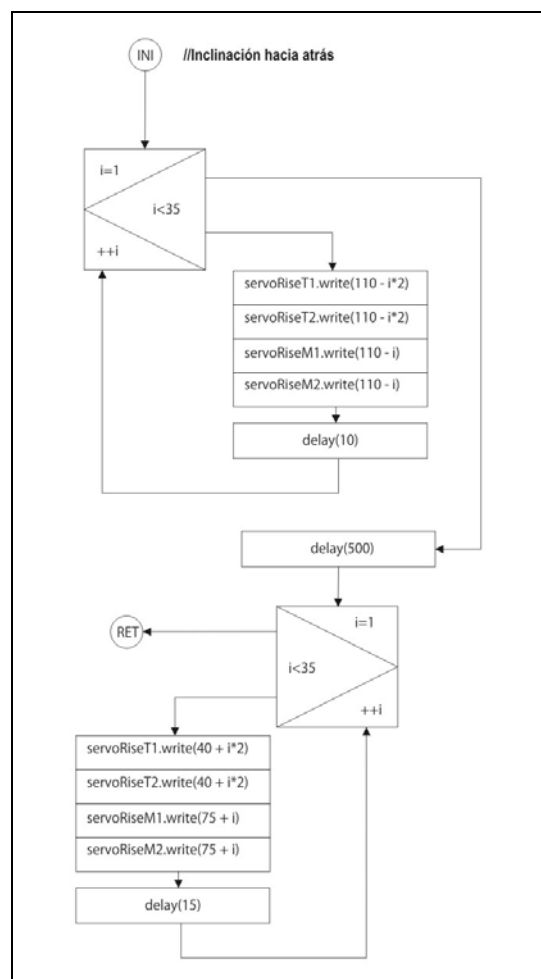 INI //Inclinación hacia atrás
i=1
i<35
++i
servoRiseT1.write(110 - i*2)
servoRiseT2.write(110 - i*2)
servoRiseM1.write(110 - i)
servoRiseM2.write(110 - i)
delay(10)
delay(500)
RET
i=1
i<35
++i
servoRiseT1.write(40 + i*2)
servoRiseT2.write(40 + i*2)
servoRiseM1.write(75 + i)
servoRiseM2.write(75 + i)
delay(15)